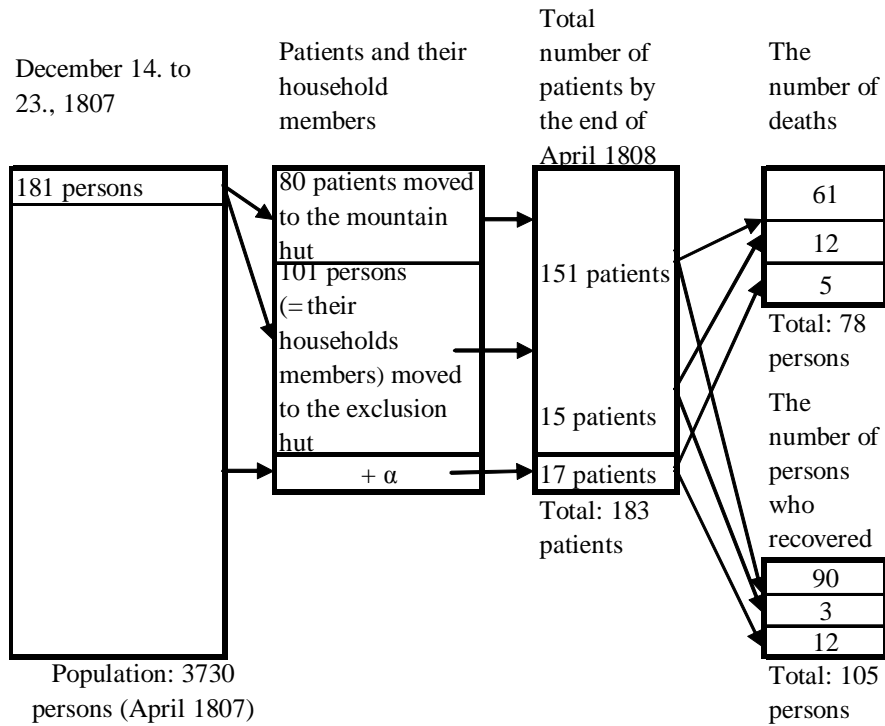 December 14. to
23., 1807
181 persons
Population: 3730
persons (April 1807)
Patients and their
household
members
80 patients moved
to the mountain
hut
101 persons
(=their
households
members) moved
to the exclusion
hut
+ α
Total
number of
patients by
the end of
April 1808
151 patients
15 patients
17 patients
Total: 183
patients
The
number of
deaths
61
12
5
Total: 78
persons
The
number of
persons
who
recovered
90
3
12
Total: 105
persons